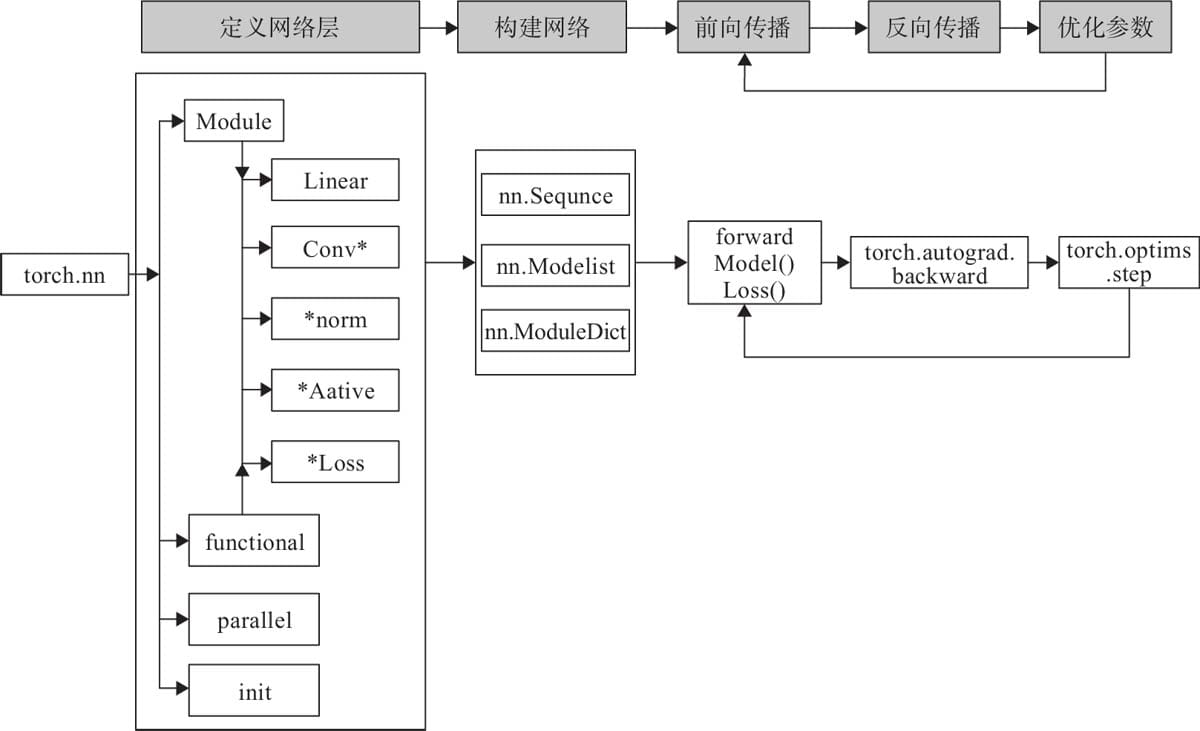 定义网络层
构建网络
前向传播
反向传播
优化参数
torch.nn
Module
Linear
Conv*
*norm
*Aative
*Loss
functional
parallel
init
nn.Sequnce
nn.Modelist
nn.ModuleDict
forward
Model()
Loss()
torch.autograd.
backward
torch.optims
.step